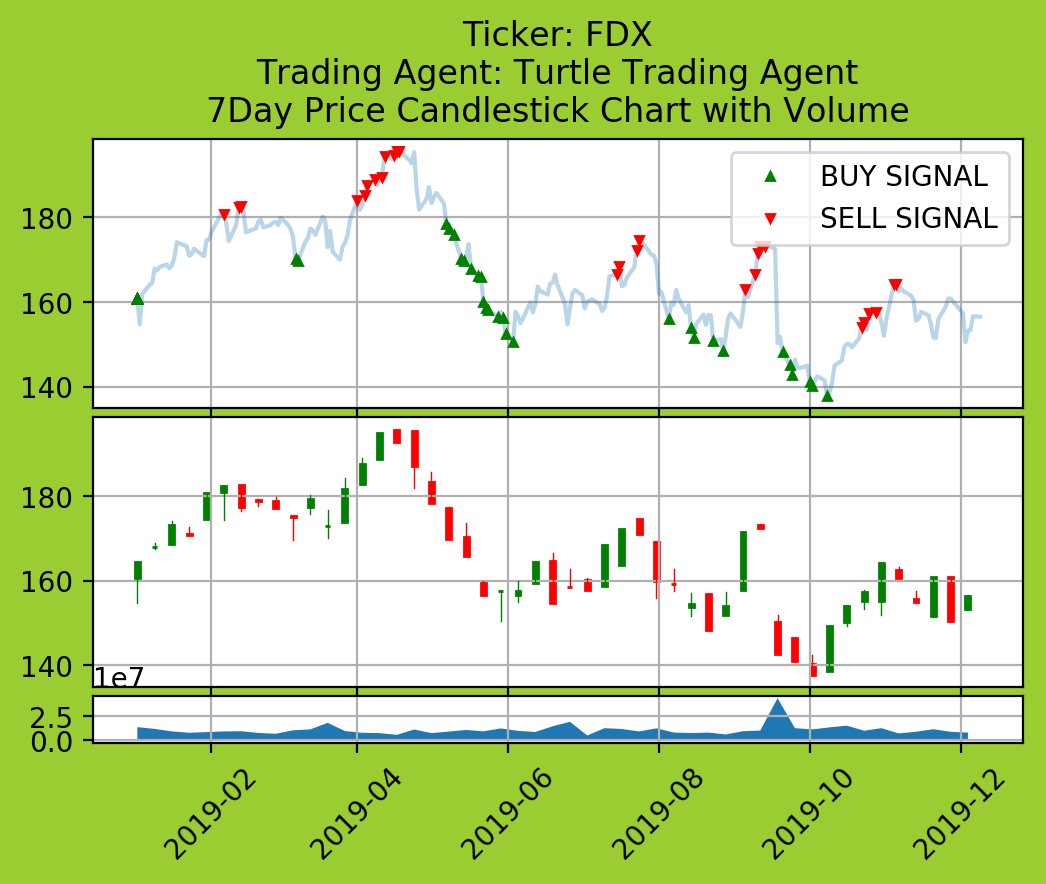 Ticker: FDX
Trading Agent: Turtle Trading Agent
7Day Price Candlestick Chart with Volume
BUY SIGNAL
SELL SIGNAL
180
160
140
180
160
140
1e7
2.5
0.0
2019-02
2019-04
2019-06
2019-08
2019-10
2019-12